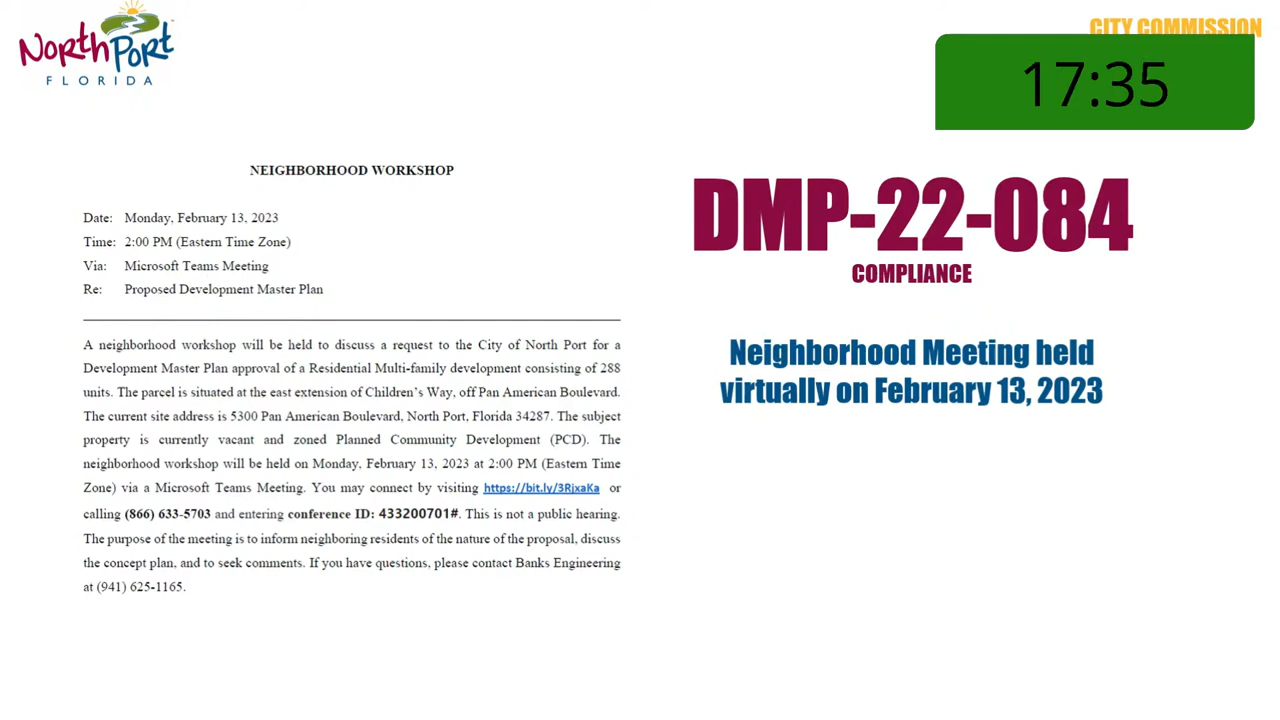 North Port
FLORIDA
CITY COMMISSION
17:35
NEIGHBORHOOD WORKSHOP
Date: Monday, February 13, 2023
Time: 2:00 PM (Eastern Time Zone)
Via: Microsoft Teams Meeting
Re: Proposed Development Master Plan
A neighborhood workshop will be held to discuss a request to the City of North Port for a
Development Master Plan approval of a Residential Multi-family development consisting of 288
units. The parcel is situated at the east extension of Children's Way, off Pan American Boulevard.
The current site address is 5300 Pan American Boulevard, North Port, Florida 34287. The subject
property is currently vacant and zoned Planned Community Development (PCD). The
neighborhood workshop will be held on Monday, February 13, 2023 at 2:00 PM (Eastern Time
Zone) via a Microsoft Teams Meeting. You may connect by visiting https://bit.ly/3RjxaKa or
calling (866) 633-5703 and entering conference ID: 433200701#. This is not a public hearing.
The purpose of the meeting is to inform neighboring residents of the nature of the proposal, discuss
the concept plan, and to seek comments. If you have questions, please contact Banks Engineering
at (941) 625-1165.
DMP-22-084
COMPLIANCE
Neighborhood Meeting held
virtually on February 13, 2023